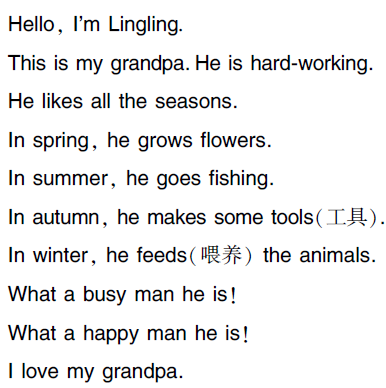 Hello, I'm Lingling.
This is my grandpa. He is hard-working.
He likes all the seasons.
In spring, he grows flowers.
In summer, he goes fishing.
In autumn, he makes some tools(工具).
In winter, he feeds(喂养) the animals.
What a busy man he is!
What a happy man he is!
I love my grandpa.